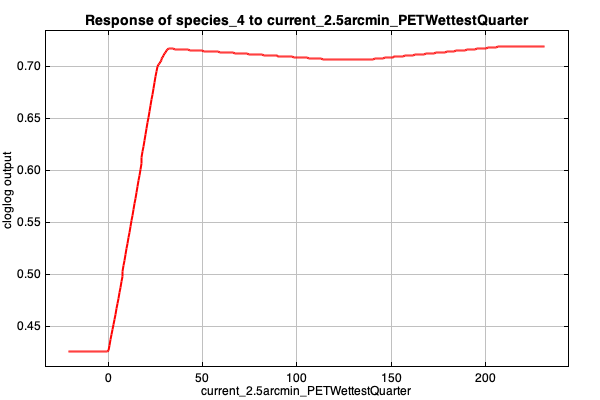 Response of species_4 to current_2.5arcmin_PETWettestQuarter
cloglog output
0.70
0.65
0.60
0.55
0.50
0.45
0 50 100 150 200
current_2.5arcmin_PETWettestQuarter